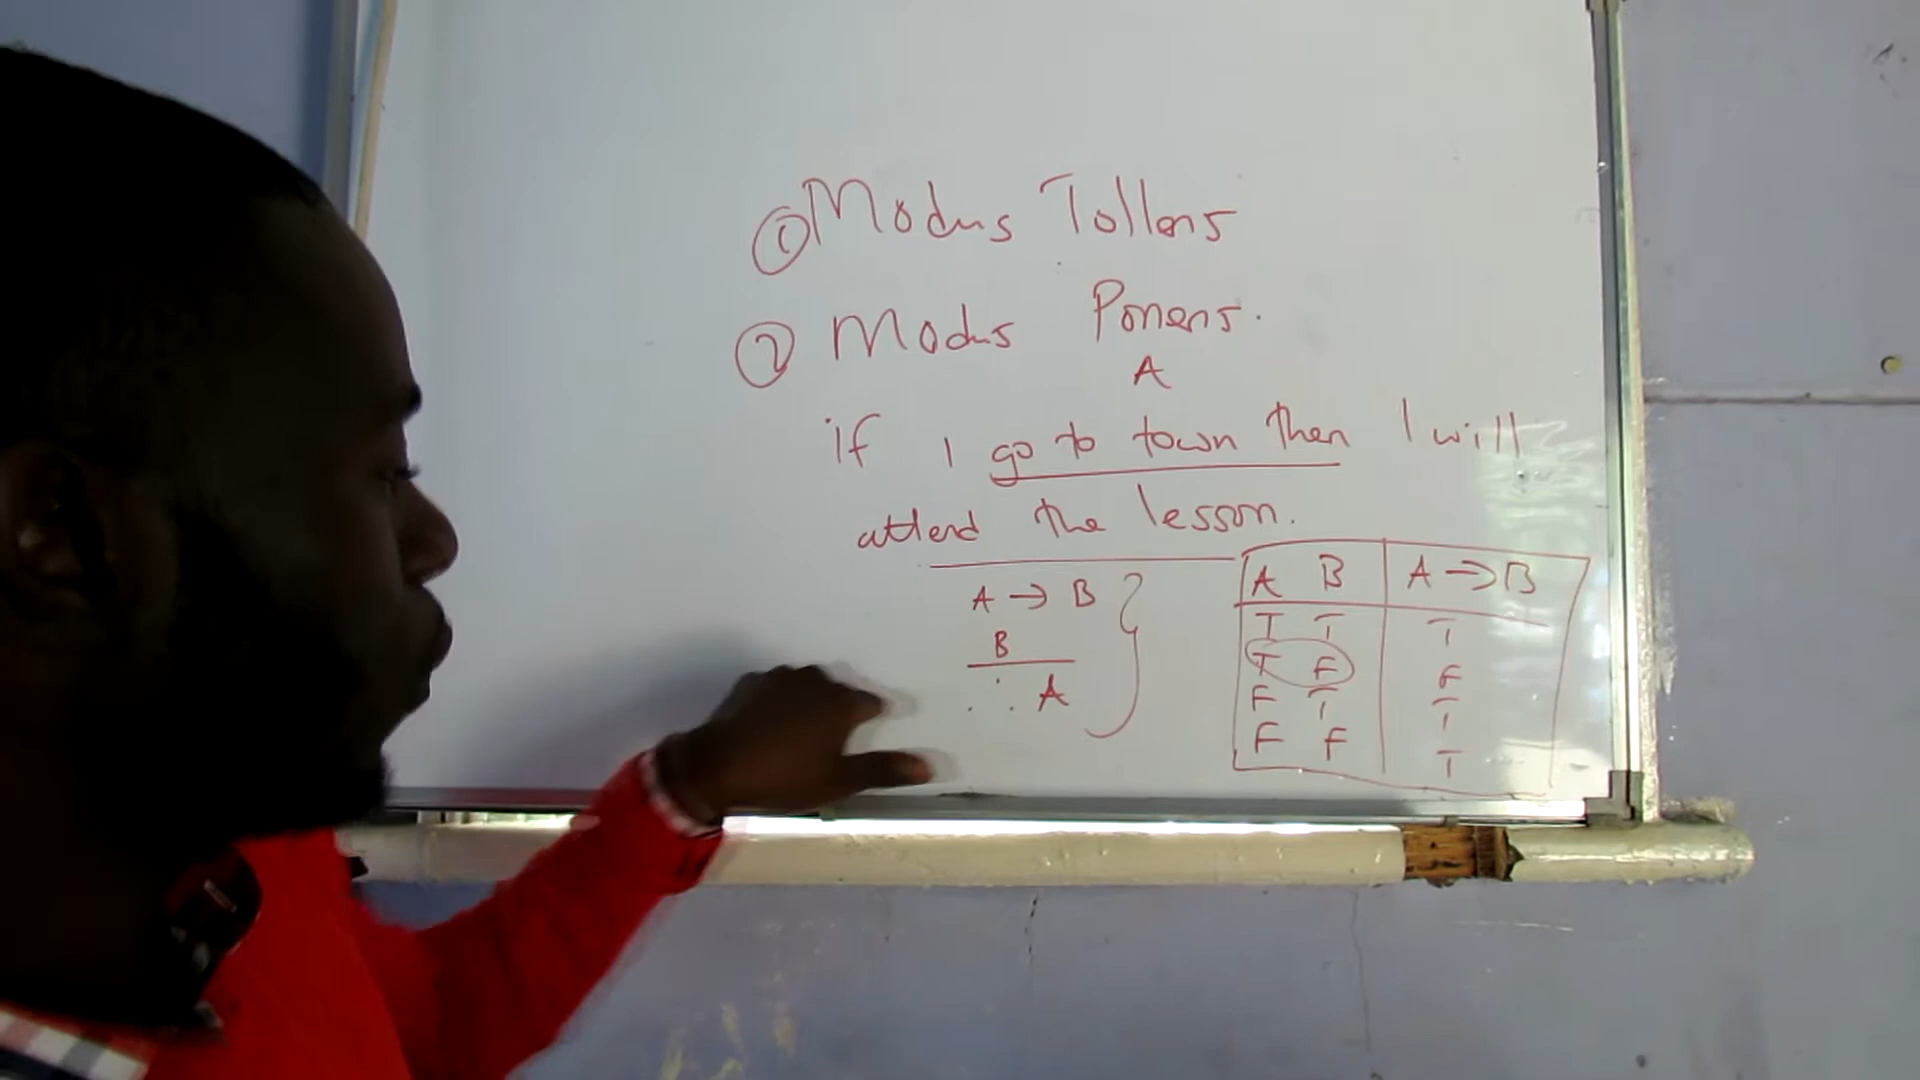 ① Modus Tollens
② Modus Ponens.
A
if I go to town then I will
attend the lesson.
A → B
B
∴ A
A B A → B
T T T
T F F
F T T
F F T